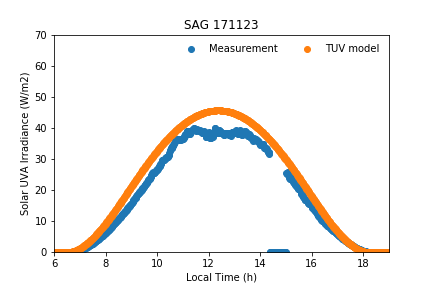 SAG 171123
Measurement
TUV model
70
60
50
40
30
20
10
0
Solar UVA Irradiance (W/m2)
6 8 10 12 14 16 18
Local Time (h)